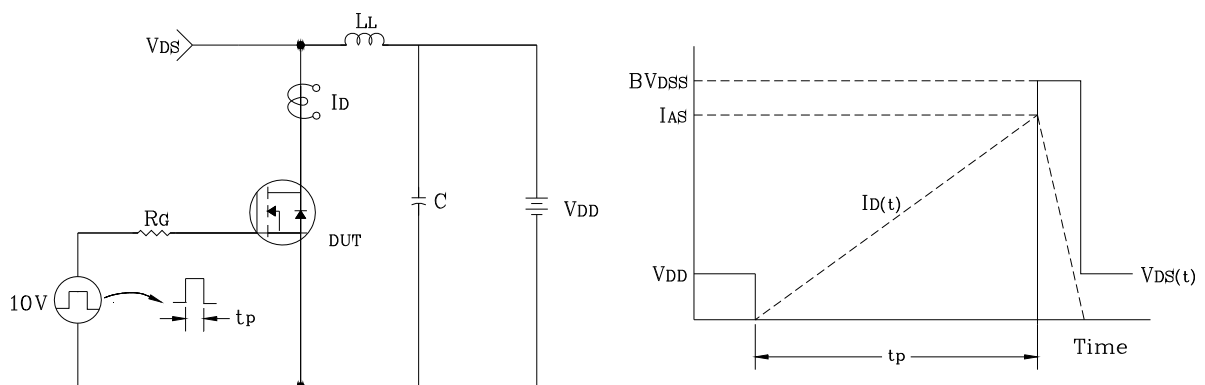 LL
VDS
ID
C
VDD
RG
DUT
10V
tp
BVDSS
IAS
ID(t)
VDD
VDS(t)
tp
Time